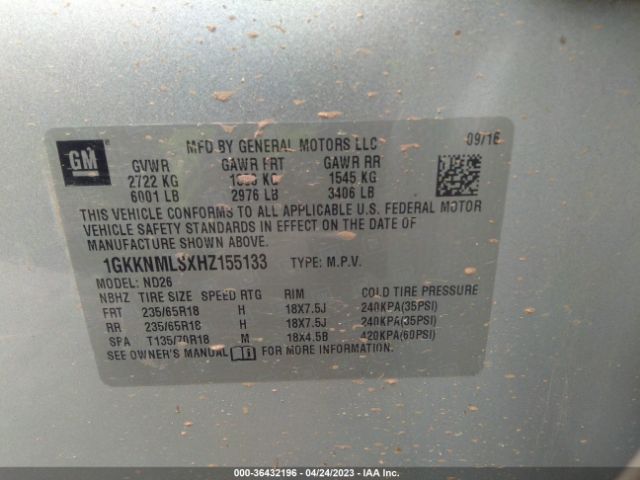 GM
MFD BY GENERAL MOTORS LLC 09/16
GVWR GAWR FRT GAWR RR
2722 KG KG 1545 KG
6001 LB 2976 LB 3406 LB
THIS VEHICLE CONFORMS TO ALL APPLICABLE U.S. FEDERAL MOTOR
VEHICLE SAFETY STANDARDS IN EFFECT ON THE DATE OF
MANUFACTURE SHOWN ABOVE.
1GKKNMLSXHZ155133 TYPE: M.P.V.
MODEL: ND26
NBHZ TIRE SIZE SPEED RTG RIM COLD TIRE PRESSURE
FRT 235/65R18 H 18X7.5J 240KPA(35PSI)
RR 235/65R18 H 18X7.5J 240KPA(35PSI)
SPA T135/70R18 M 18X4.5B 420KPA(60PSI)
SEE OWNER'S MANUAL FOR MORE INFORMATION.
000-36432196 - 04/24/2023 - IAA Inc.